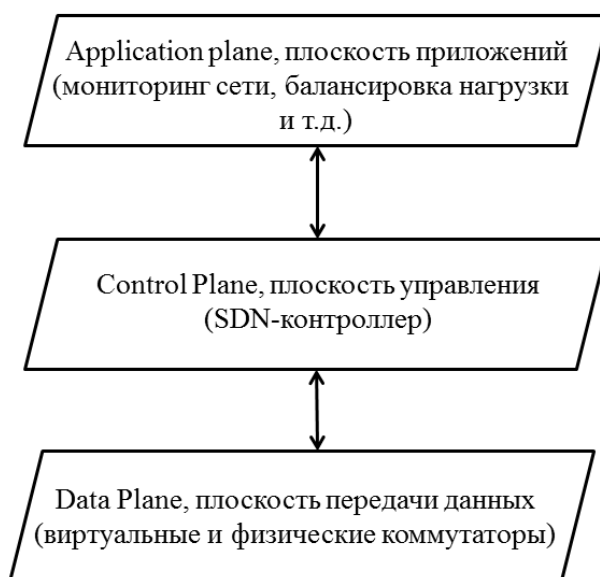 Application plane, плоскость приложений
(мониторинг сети, балансировка нагрузки
и т.д.)
Control Plane, плоскость управления
(SDN-контроллер)
Data Plane, плоскость передачи данных
(виртуальные и физические коммутаторы)